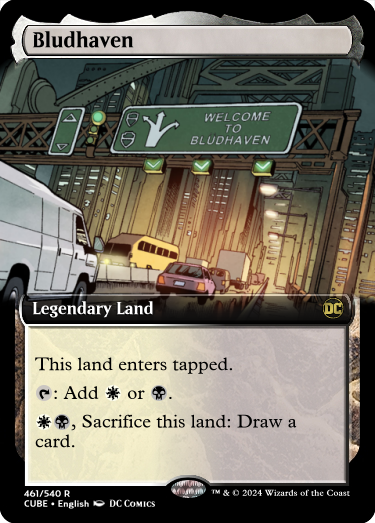 Bludhaven
WELCOME
TO
BLUDHAVEN
Legendary Land
DC
This land enters tapped.
: Add or .
, Sacrifice this land: Draw a
card.
461/540 R
CUBE • English DC COMICS
™ & © 2024 Wizards of the Coast